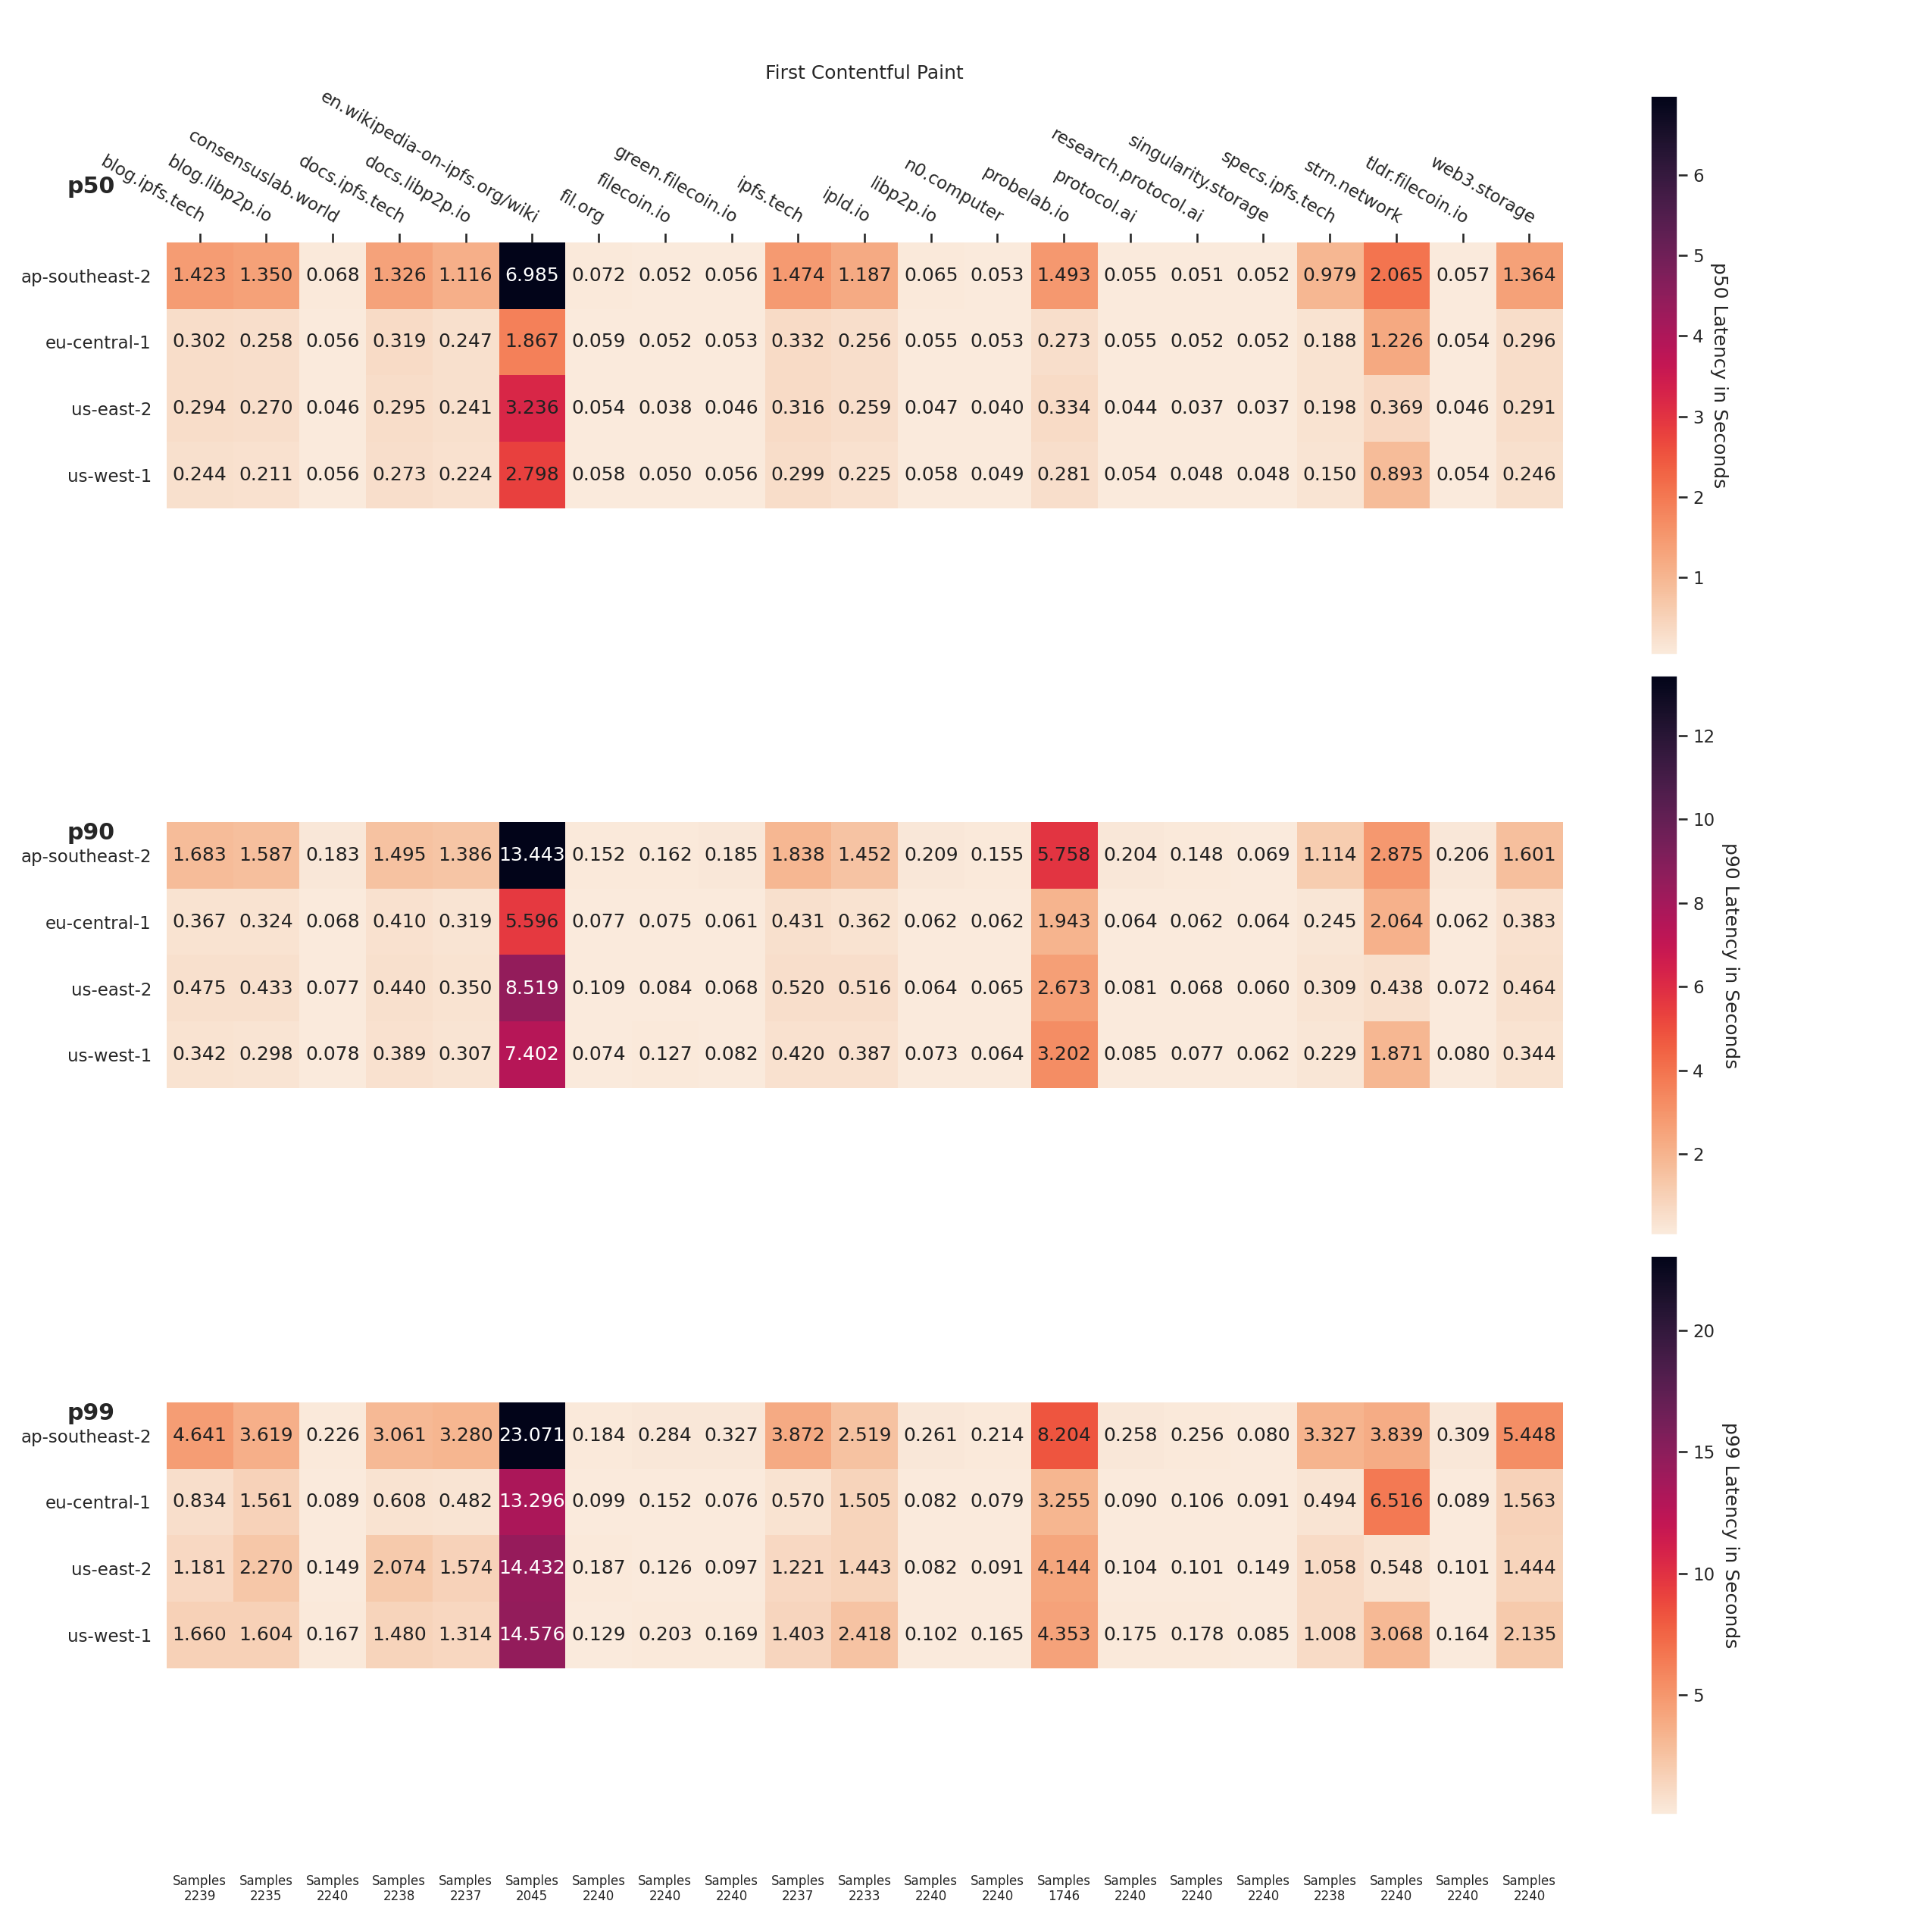 First Contentful Paint
p50
blog.ipfs.tech
blog.libp2p.io
consensuslab.world
docs.ipfs.tech
docs.libp2p.io
en.wikipedia-on-ipfs.org/wiki
fil.org
filecoin.io
green.filecoin.io
ipfs.tech
ipld.io
libp2p.io
n0.computer
probelab.io
protocol.ai
research.protocol.ai
singularity.storage
specs.ipfs.tech
strn.network
tldr.filecoin.io
web3.storage
ap-southeast-2 1.423 1.350 0.068 1.326 1.116 6.985 0.072 0.052 0.056 1.474 1.187 0.065 0.053 1.493 0.055 0.051 0.052 0.979 2.065 0.057 1.364
eu-central-1 0.302 0.258 0.056 0.319 0.247 1.867 0.059 0.052 0.053 0.332 0.256 0.055 0.053 0.273 0.055 0.052 0.052 0.188 1.226 0.054 0.296
us-east-2 0.294 0.270 0.046 0.295 0.241 3.236 0.054 0.038 0.046 0.316 0.259 0.047 0.040 0.334 0.044 0.037 0.037 0.198 0.369 0.046 0.291
us-west-1 0.244 0.211 0.056 0.273 0.224 2.798 0.058 0.050 0.056 0.299 0.225 0.058 0.049 0.281 0.054 0.048 0.048 0.150 0.893 0.054 0.246
6
5
4
3
2
1
p50 Latency in Seconds
p90
ap-southeast-2 1.683 1.587 0.183 1.495 1.386 13.443 0.152 0.162 0.185 1.838 1.452 0.209 0.155 5.758 0.204 0.148 0.069 1.114 2.875 0.206 1.601
eu-central-1 0.367 0.324 0.068 0.410 0.319 5.596 0.077 0.075 0.061 0.431 0.362 0.062 0.062 1.943 0.064 0.062 0.064 0.245 2.064 0.062 0.383
us-east-2 0.475 0.433 0.077 0.440 0.350 8.519 0.109 0.084 0.068 0.520 0.516 0.064 0.065 2.673 0.081 0.068 0.060 0.309 0.438 0.072 0.464
us-west-1 0.342 0.298 0.078 0.389 0.307 7.402 0.074 0.127 0.082 0.420 0.387 0.073 0.064 3.202 0.085 0.077 0.062 0.229 1.871 0.080 0.344
12
10
8
6
4
2
p90 Latency in Seconds
p99
ap-southeast-2 4.641 3.619 0.226 3.061 3.280 23.071 0.184 0.284 0.327 3.872 2.519 0.261 0.214 8.204 0.258 0.256 0.080 3.327 3.839 0.309 5.448
eu-central-1 0.834 1.561 0.089 0.608 0.482 13.296 0.099 0.152 0.076 0.570 1.505 0.082 0.079 3.255 0.090 0.106 0.091 0.494 6.516 0.089 1.563
us-east-2 1.181 2.270 0.149 2.074 1.574 14.432 0.187 0.126 0.097 1.221 1.443 0.082 0.091 4.144 0.104 0.101 0.149 1.058 0.548 0.101 1.444
us-west-1 1.660 1.604 0.167 1.480 1.314 14.576 0.129 0.203 0.169 1.403 2.418 0.102 0.165 4.353 0.175 0.178 0.085 1.008 3.068 0.164 2.135
20
15
10
5
p99 Latency in Seconds
Samples Samples Samples Samples Samples Samples Samples Samples Samples Samples Samples Samples Samples Samples Samples Samples Samples Samples Samples Samples Samples
2239 2235 2240 2238 2237 2045 2240 2240 2240 2237 2233 2240 2240 1746 2240 2240 2240 2238 2240 2240 2240